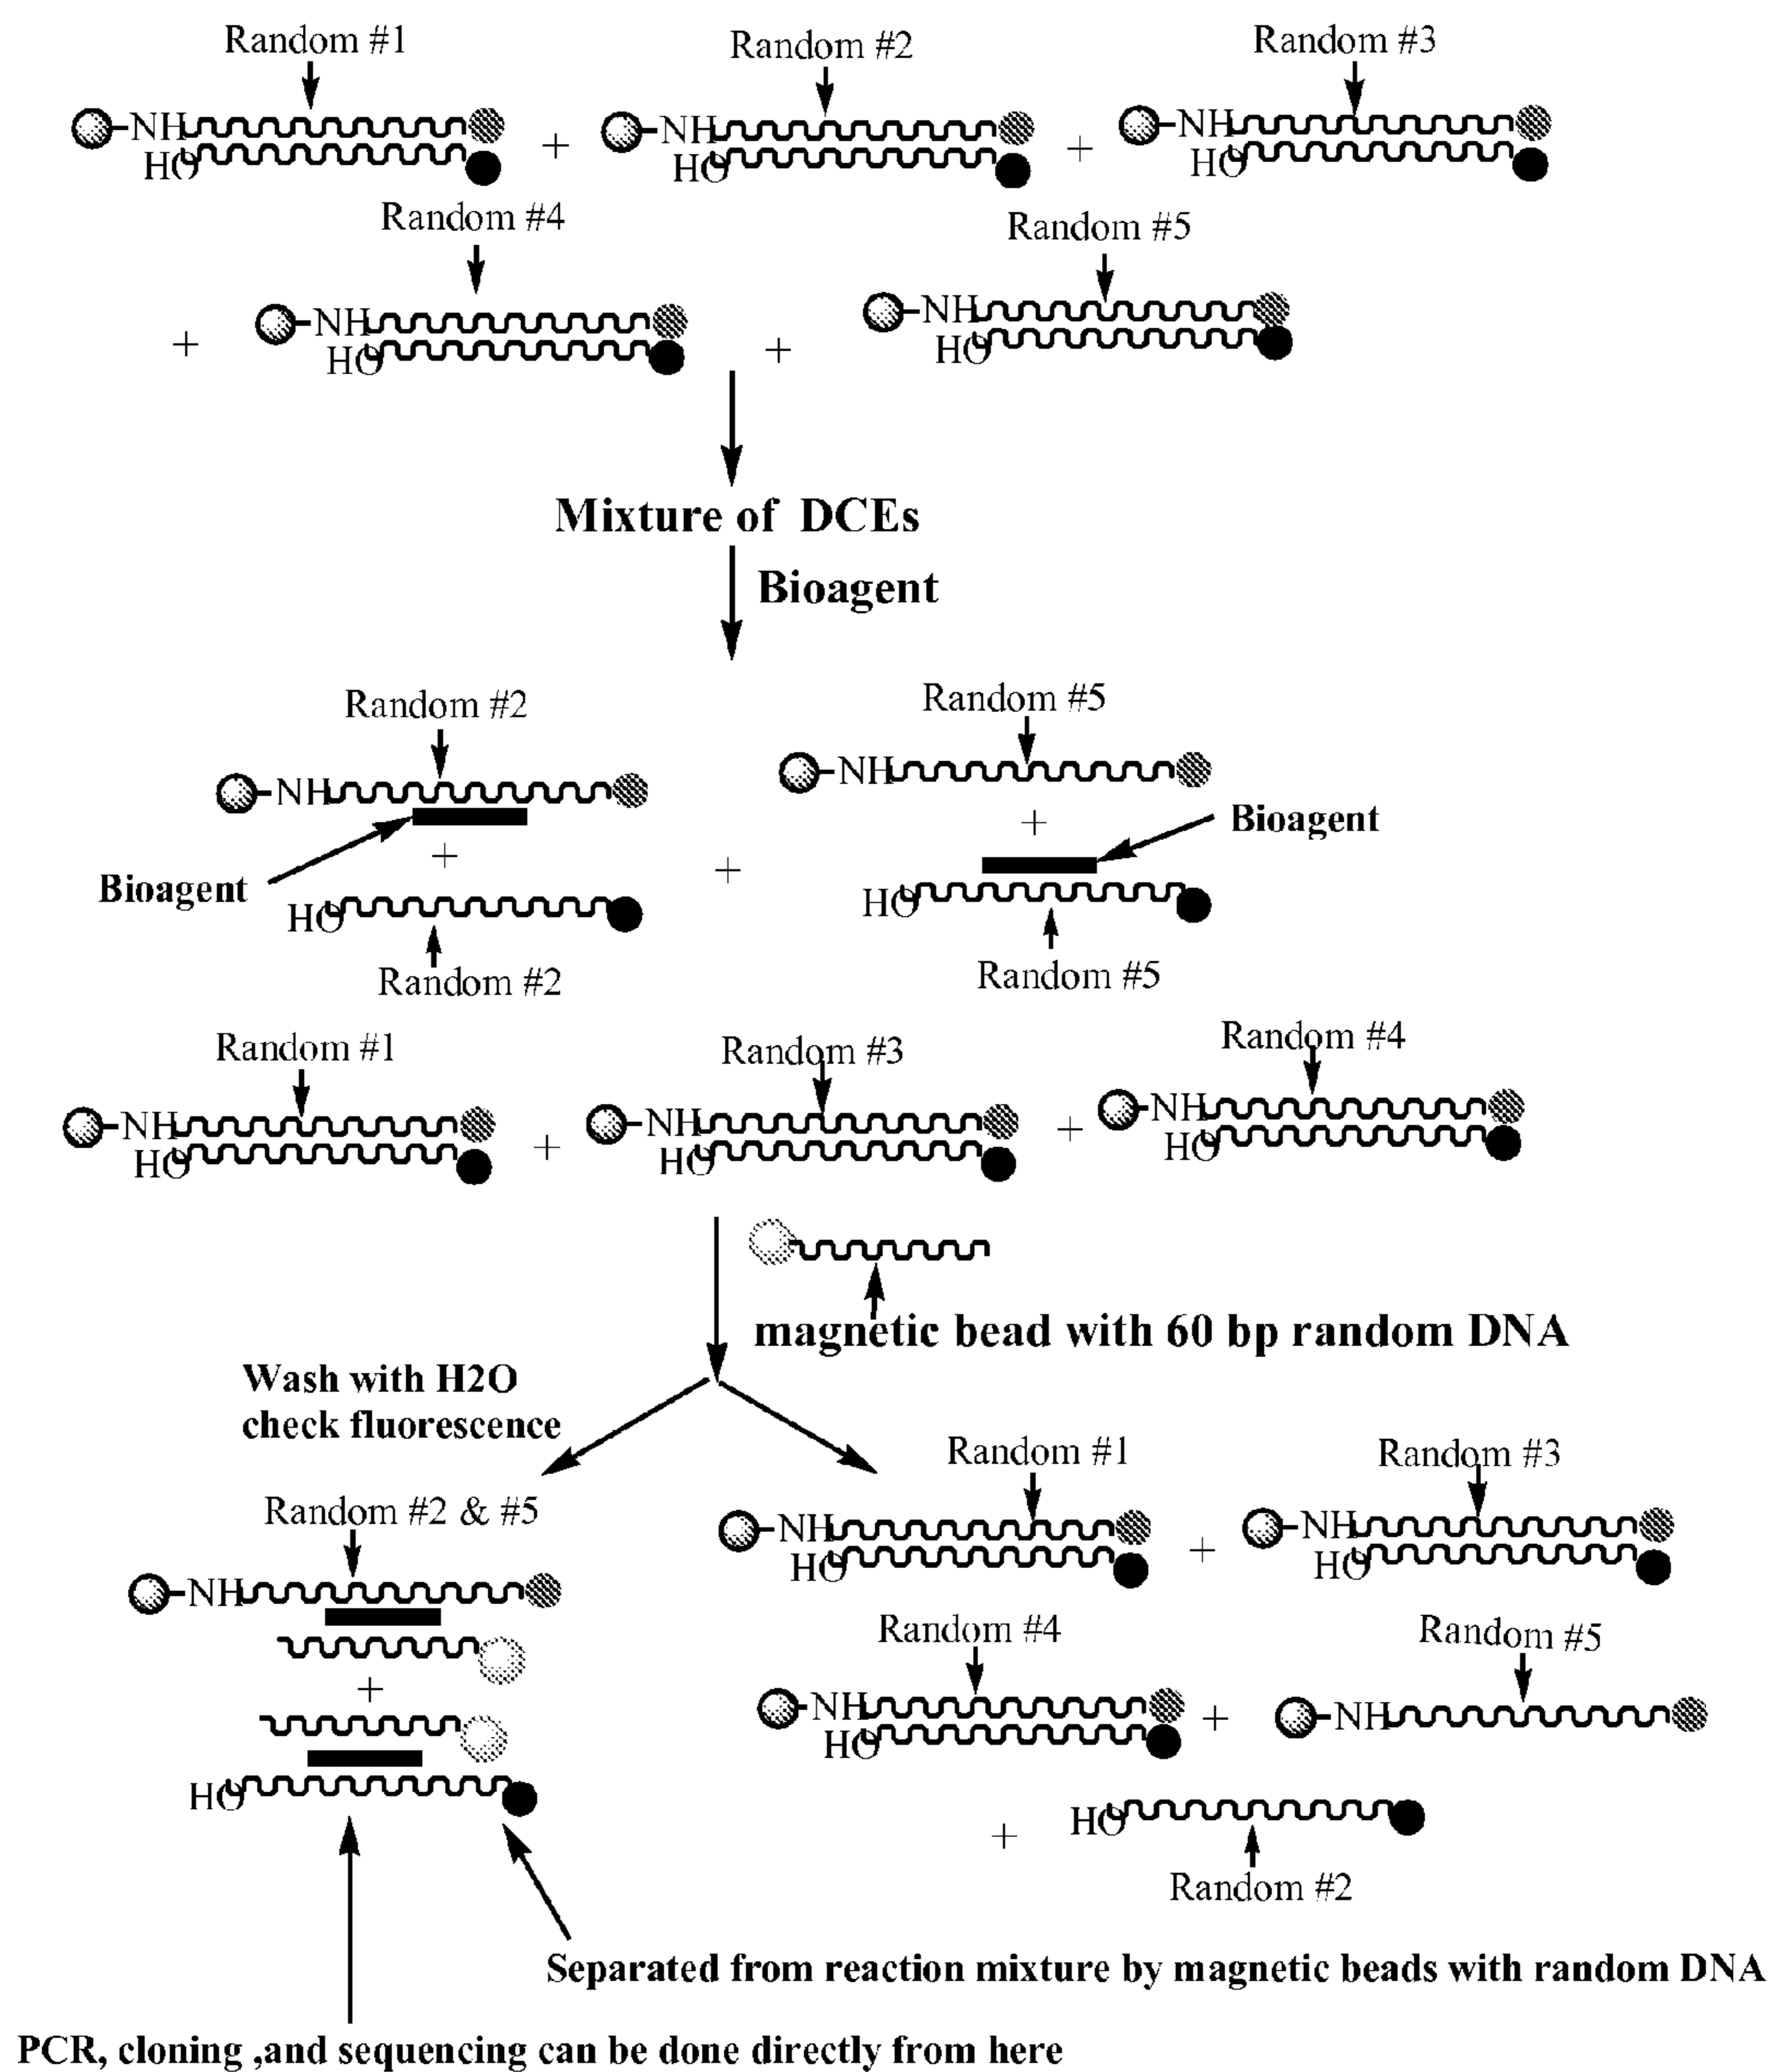 Random #1
Random #2
Random #3
NH
HO
+
NH
HO
+
NH
HO
Random #4
Random #5
+
NH
HO
+
NH
HO
Mixture of DCEs
Bioagent
Random #2
Random #5
NH
NH
+
+
Bioagent
Bioagent
+
HO
HO
Random #2
Random #5
Random #1
Random #3
Random #4
NH
HO
+
NH
HO
+
NH
HO
magnetic bead with 60 bp random DNA
Wash with H2O
check fluorescence
Random #2 & #5
NH
+
HO
Random #1
Random #3
NH
HO
+
NH
HO
Random #4
Random #5
NH
HO
+
NH
+
HO
Random #2
Separated from reaction mixture by magnetic beads with random DNA
PCR, cloning ,and sequencing can be done directly from here